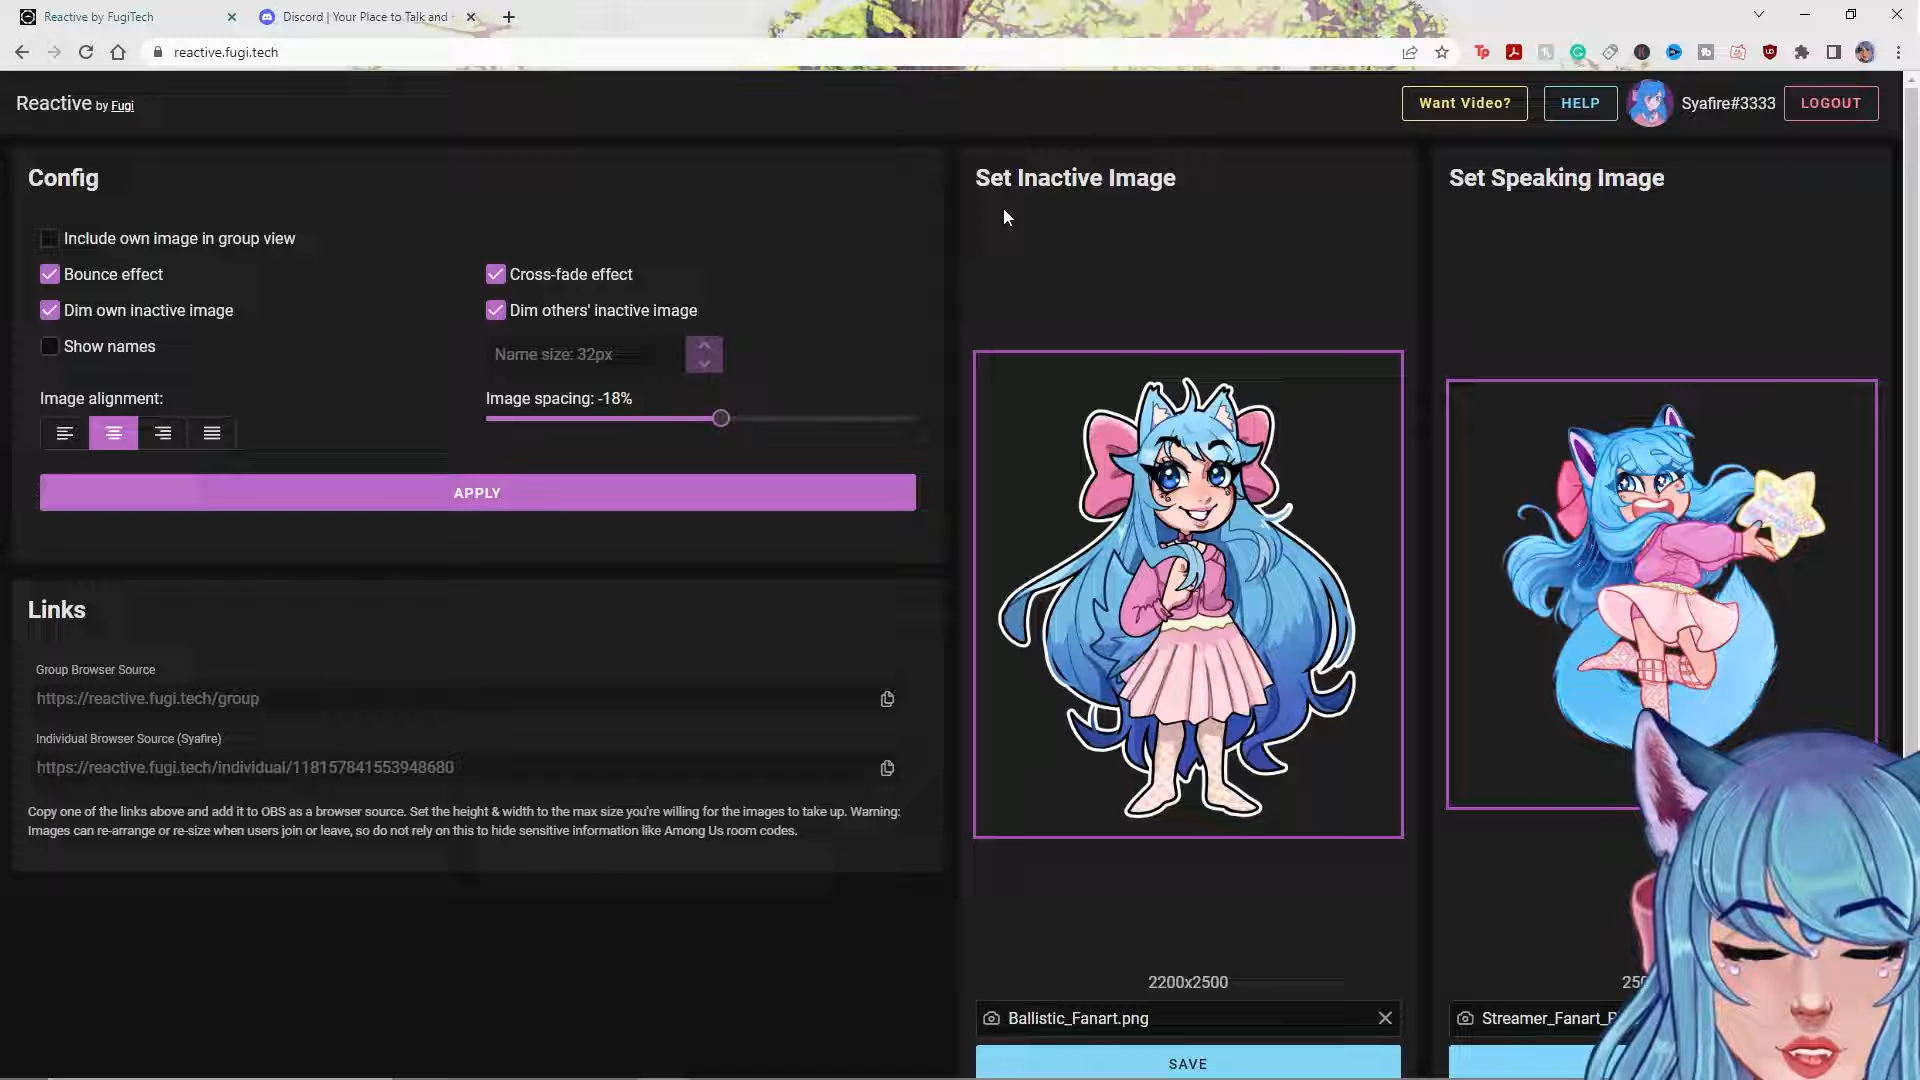 Reactive by FugiTech
Discord | Your Place to Talk and
reactive.fugi.tech
Reactive by Fugi
Want Video?
HELP
Syafire#3333
LOGOUT
Config
Include own image in group view
Bounce effect
Cross-fade effect
Dim own inactive image
Dim others' inactive image
Show names
Name size: 32px
Image alignment:
Image spacing: -18%
APPLY
Links
Group Browser Source
https://reactive.fugi.tech/group
Individual Browser Source (Syafire)
https://reactive.fugi.tech/individual/118157841553948680
Copy one of the links above and add it to OBS as a browser source. Set the height & width to the max size you're willing for the images to take up. Warning:
Images can re-arrange or re-size when users join or leave, so do not rely on this to hide sensitive information like Among Us room codes.
Set Inactive Image
2200x2500
Ballistic_Fanart.png
SAVE
Set Speaking Image